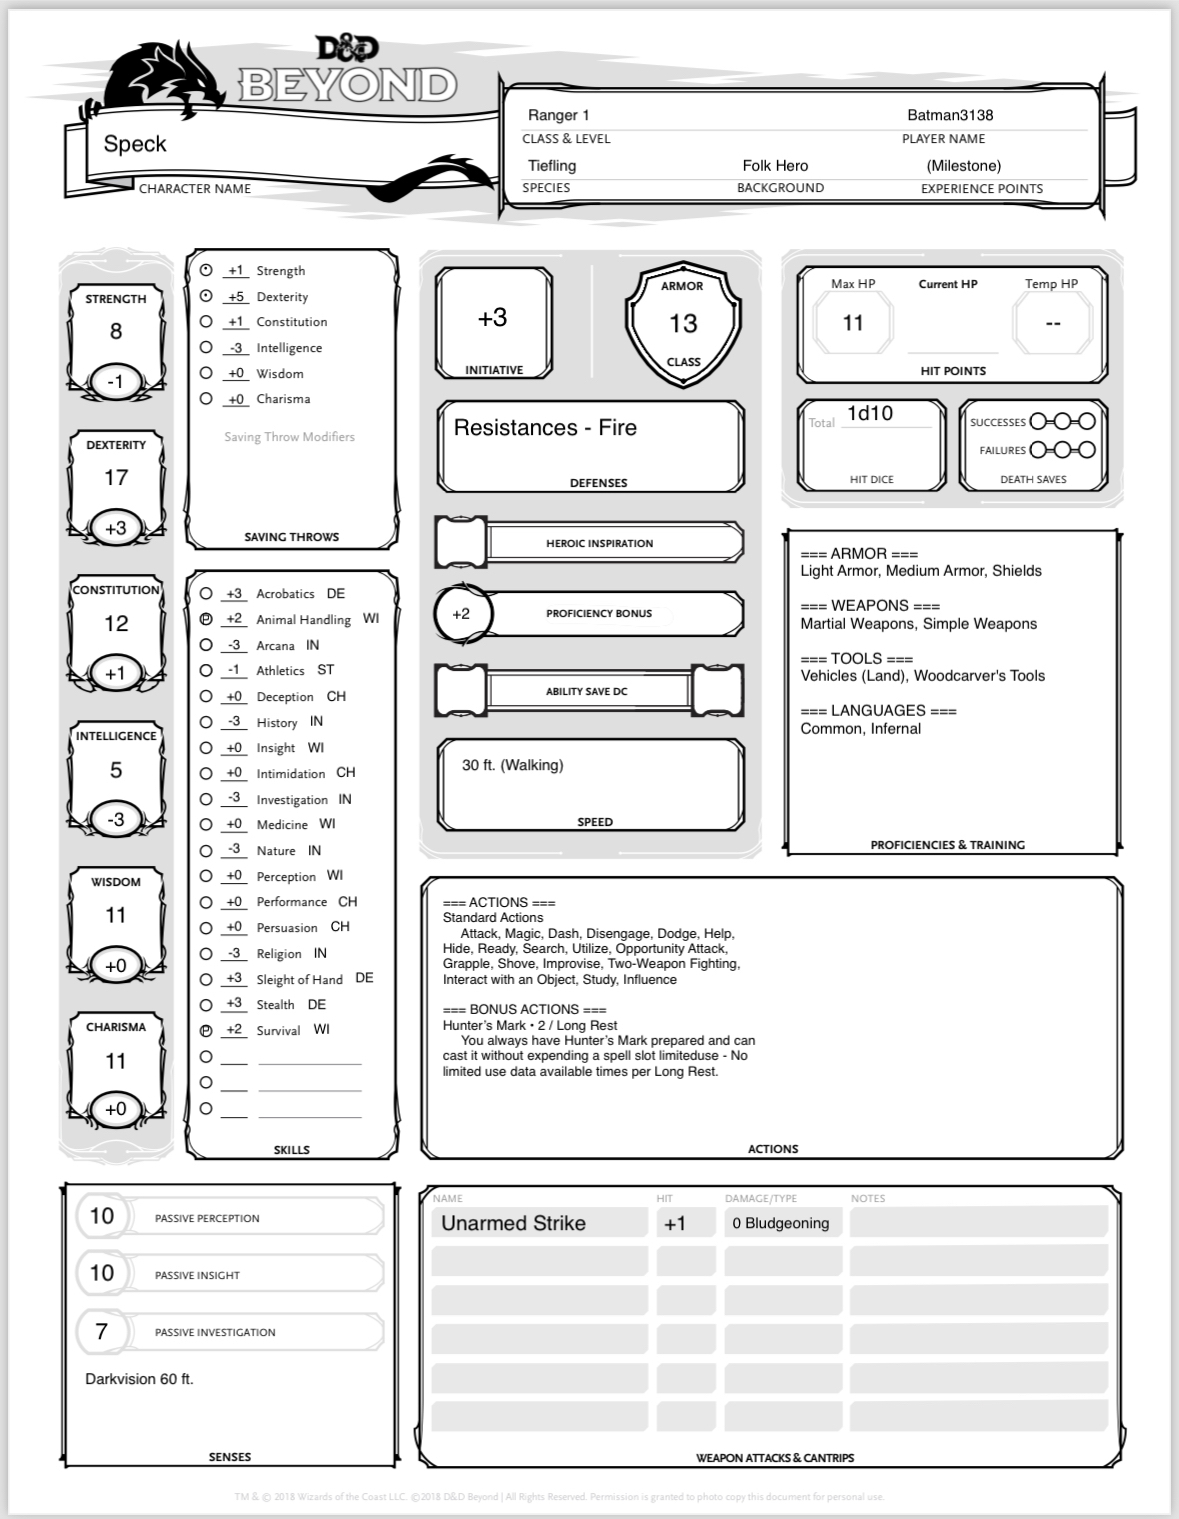 D&D
BEYOND
Speck
CHARACTER NAME
Ranger 1
Batman3138
CLASS & LEVEL
PLAYER NAME
Tiefling
Folk Hero
(Milestone)
SPECIES
BACKGROUND
EXPERIENCE POINTS
STRENGTH
8
-1
DEXTERITY
17
+3
CONSTITUTION
12
+1
INTELLIGENCE
5
-3
WISDOM
11
+0
CHARISMA
11
+0
+1 Strength
+5 Dexterity
+1 Constitution
-3 Intelligence
+0 Wisdom
+0 Charisma
Saving Throw Modifiers
SAVING THROWS
+3 Acrobatics DE
P +2 Animal Handling WI
-3 Arcana IN
-1 Athletics ST
+0 Deception CH
-3 History IN
+0 Insight WI
+0 Intimidation CH
-3 Investigation IN
+0 Medicine WI
-3 Nature IN
+0 Perception WI
+0 Performance CH
+0 Persuasion CH
-3 Religion IN
+3 Sleight of Hand DE
+3 Stealth DE
P +2 Survival WI
SKILLS
10 PASSIVE PERCEPTION
10 PASSIVE INSIGHT
7 PASSIVE INVESTIGATION
Darkvision 60 ft.
SENSES
+3
INITIATIVE
ARMOR
13
CLASS
Resistances - Fire
DEFENSES
HEROIC INSPIRATION
+2 PROFICIENCY BONUS
ABILITY SAVE DC
30 ft. (Walking)
SPEED
Max HP
Current HP
Temp HP
11
--
HIT POINTS
Total 1d10
HIT DICE
SUCCESSES
FAILURES
DEATH SAVES
=== ARMOR ===
Light Armor, Medium Armor, Shields
=== WEAPONS ===
Martial Weapons, Simple Weapons
=== TOOLS ===
Vehicles (Land), Woodcarver's Tools
=== LANGUAGES ===
Common, Infernal
PROFICIENCIES & TRAINING
=== ACTIONS ===
Standard Actions
Attack, Magic, Dash, Disengage, Dodge, Help,
Hide, Ready, Search, Utilize, Opportunity Attack,
Grapple, Shove, Improvise, Two-Weapon Fighting,
Interact with an Object, Study, Influence
=== BONUS ACTIONS ===
Hunter's Mark • 2 / Long Rest
You always have Hunter's Mark prepared and can
cast it without expending a spell slot limiteduse - No
limited use data available times per Long Rest.
ACTIONS
NAME HIT DAMAGE/TYPE NOTES
Unarmed Strike +1 0 Bludgeoning
WEAPON ATTACKS & CANTRIPS
TM & © 2018 Wizards of the Coast LLC. ©2018 D&D Beyond | All Rights Reserved. Permission is granted to photo copy this document for personal use.